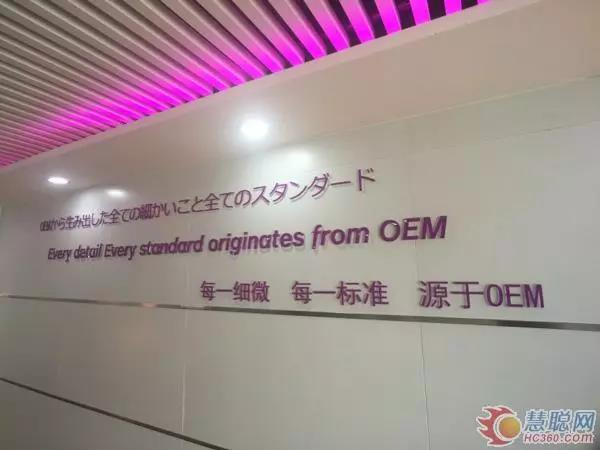 OEMから生み出した全ての細かいこと全てのスタンダード
Every detail Every standard originates from OEM
每一细微 每一标准 源于OEM
慧聪网
HC360.com